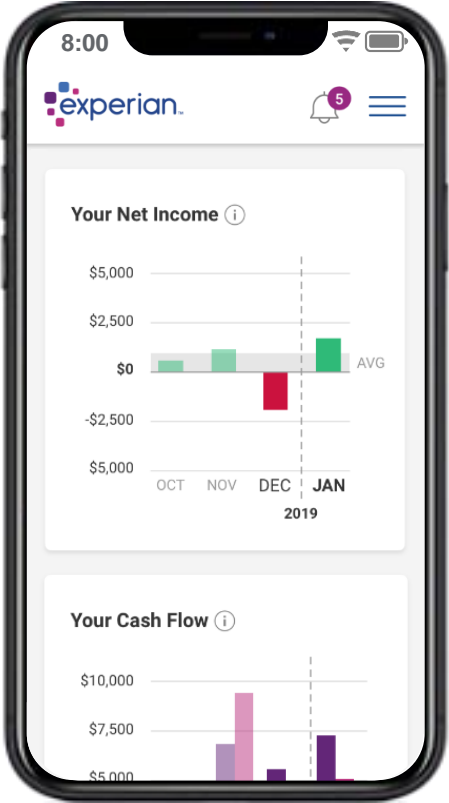 8:00
experian™
5
Your Net Income i
$5,000
$2,500
$0
AVG
-$2,500
$5,000
OCT NOV DEC JAN
2019
Your Cash Flow i
$10,000
$7,500
$5,000